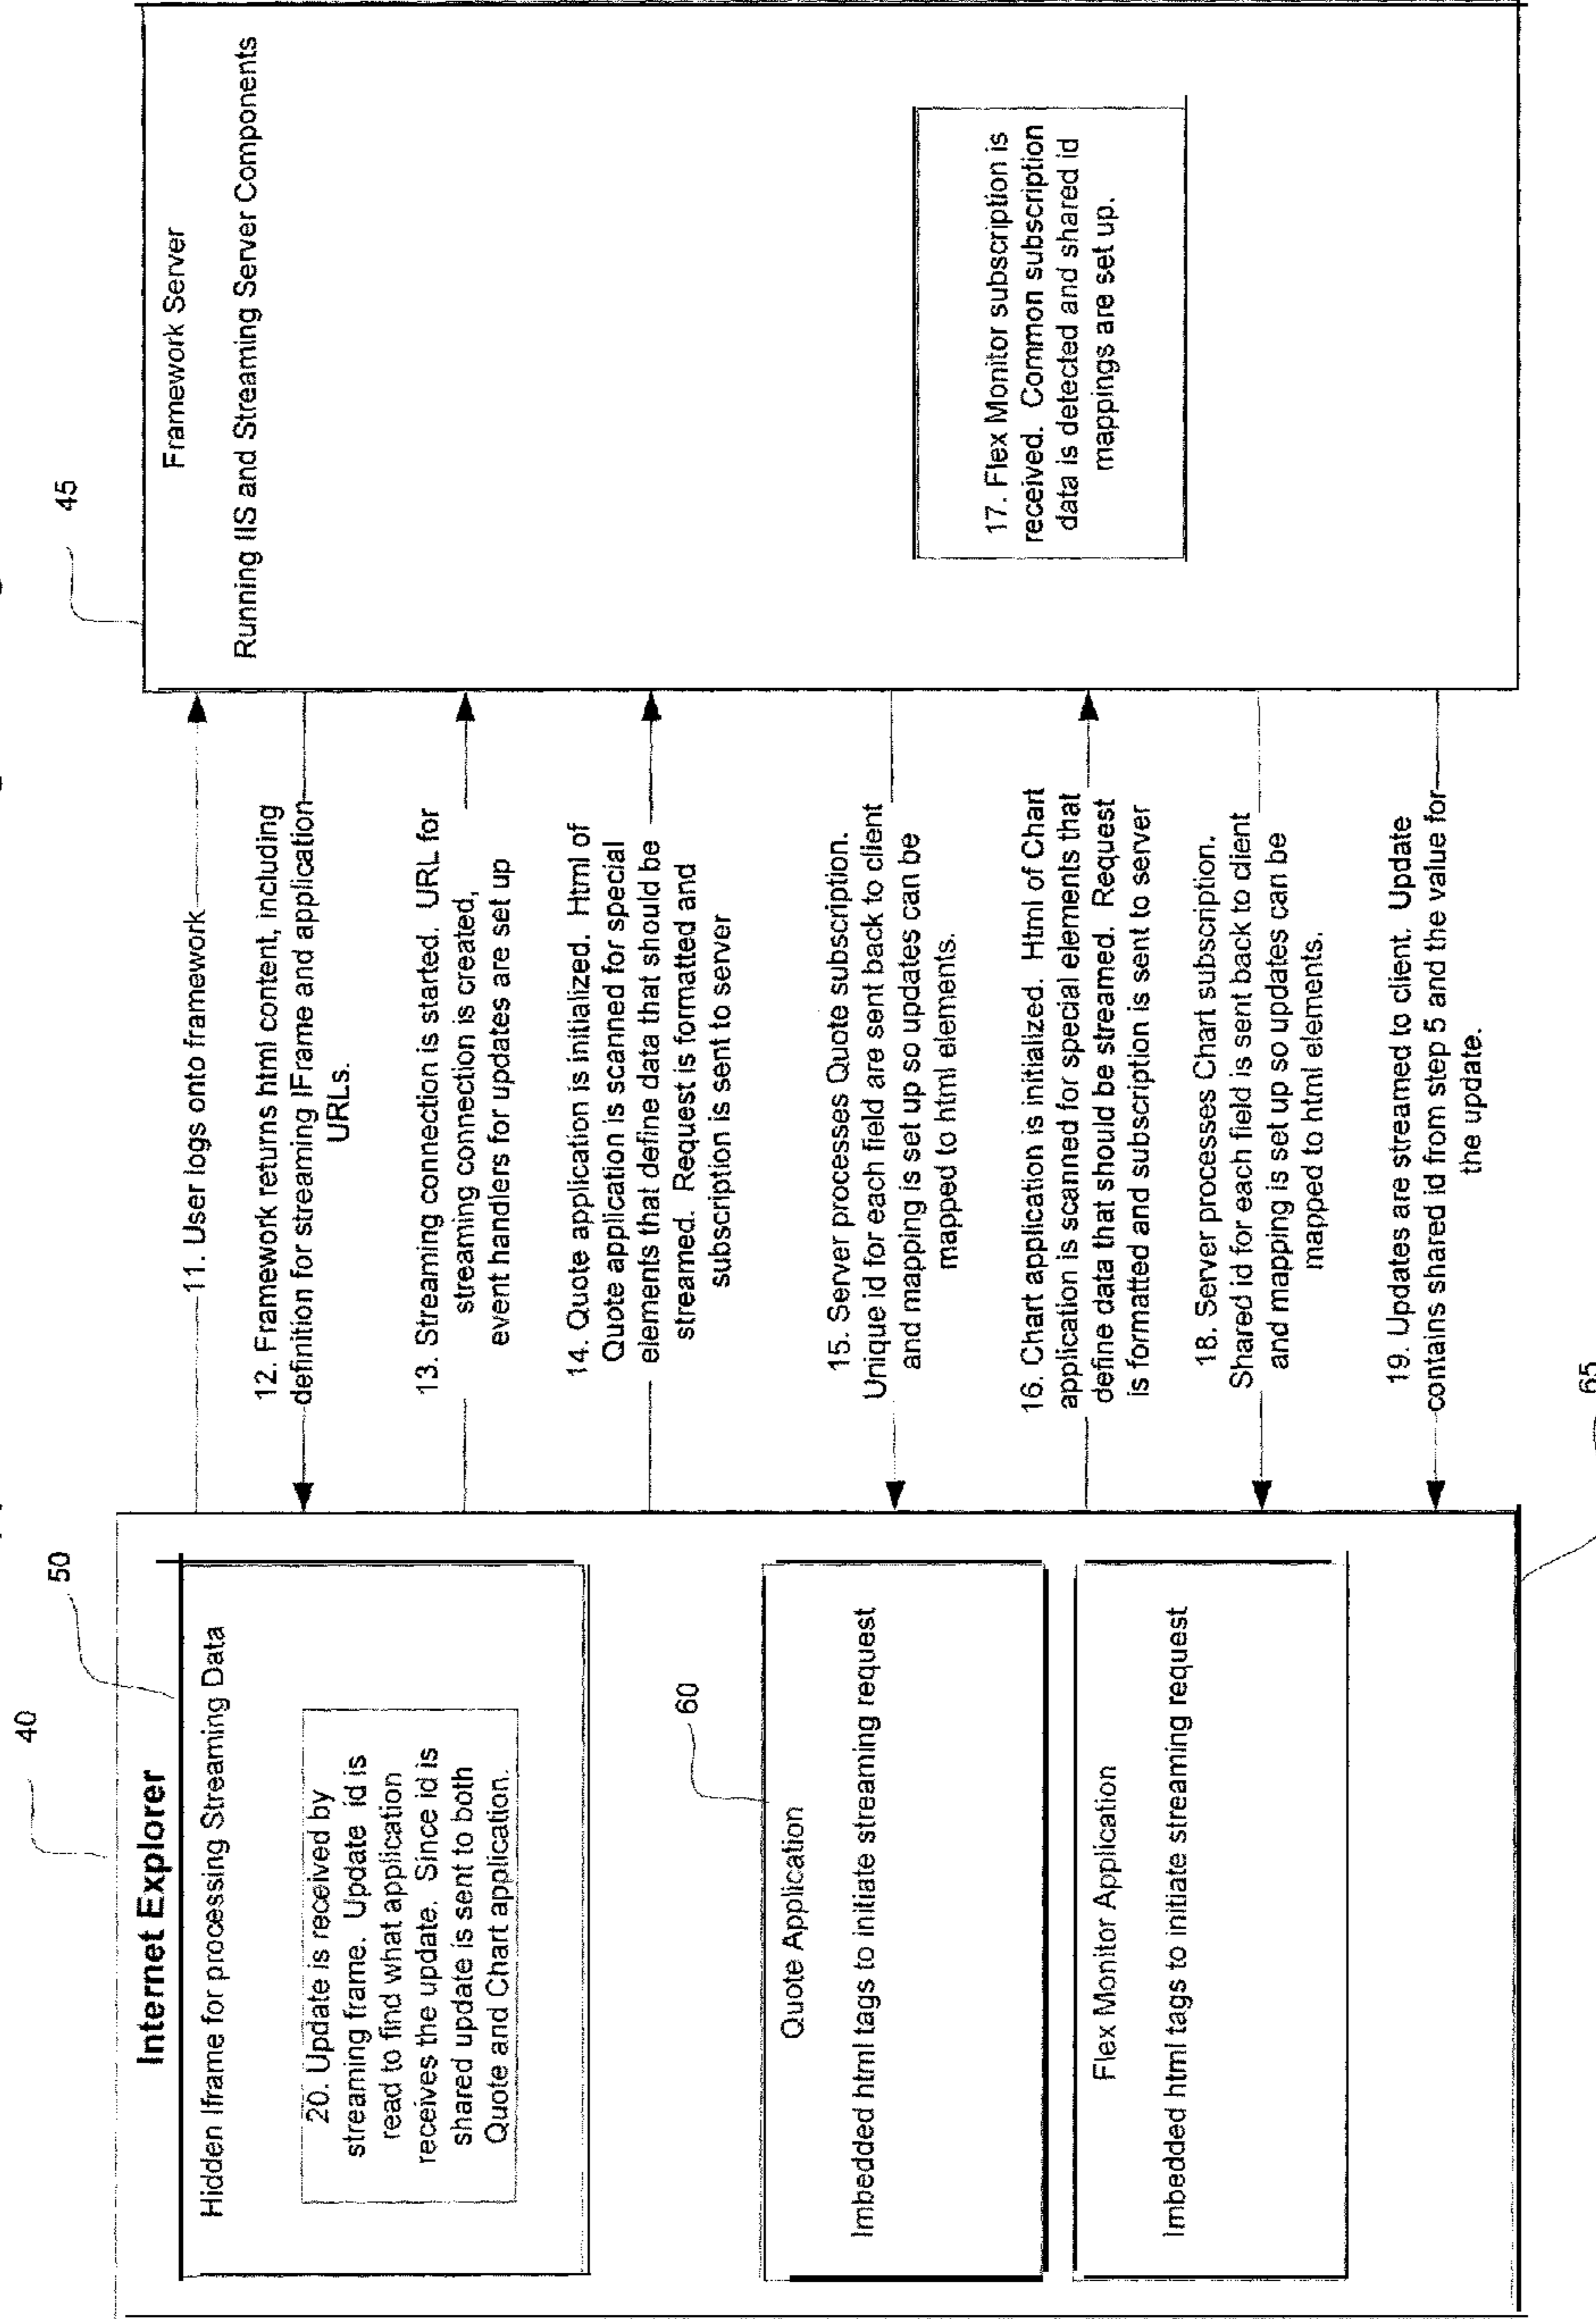 40
Internet Explorer
50
Hidden Iframe for processing Streaming Data
20. Update is received by
streaming frame. Update id is
read to find what application
receives the update. Since id is
shared update is sent to both
Quote and Chart application.
60
Quote Application
Imbedded html tags to initiate streaming request
Flex Monitor Application
Imbedded html tags to initiate streaming request
65
11. User logs onto framework
12. Framework returns html content, including
definition for streaming IFrame and application
URLs.
13. Streaming connection is started. URL for
streaming connection is created,
event handlers for updates are set up
14. Quote application is initialized. Html of
Quote application is scanned for special
elements that define data that should be
streamed. Request is formatted and
subscription is sent to server
15. Server processes Quote subscription.
Unique id for each field are sent back to client
and mapping is set up so updates can be
mapped to html elements.
16. Chart application is initialized. Html of Chart
application is scanned for special elements that
define data that should be streamed. Request
is formatted and subscription is sent to server
18. Server processes Chart subscription.
Shared id for each field is sent back to client
and mapping is set up so updates can be
mapped to html elements.
19. Updates are streamed to client. Update
contains shared id from step 5 and the value for
the update.
45
Framework Server
Running IIS and Streaming Server Components
17. Flex Monitor subscription is
received. Common subscription
data is detected and shared id
mappings are set up.